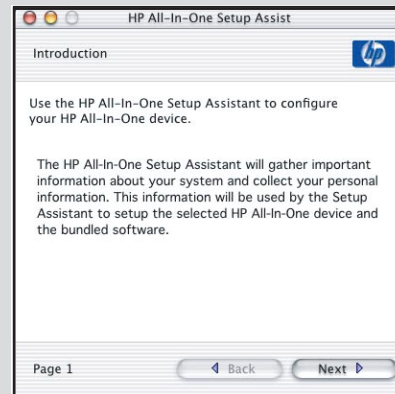 HP All-In-One Setup Assist
Introduction
hp
Use the HP All-In-One Setup Assistant to configure
your HP All-In-One device.
The HP All-In-One Setup Assistant will gather important
information about your system and collect your personal
information. This information will be used by the Setup
Assistant to setup the selected HP All-In-One device and
the bundled software.
Page 1
Back
Next